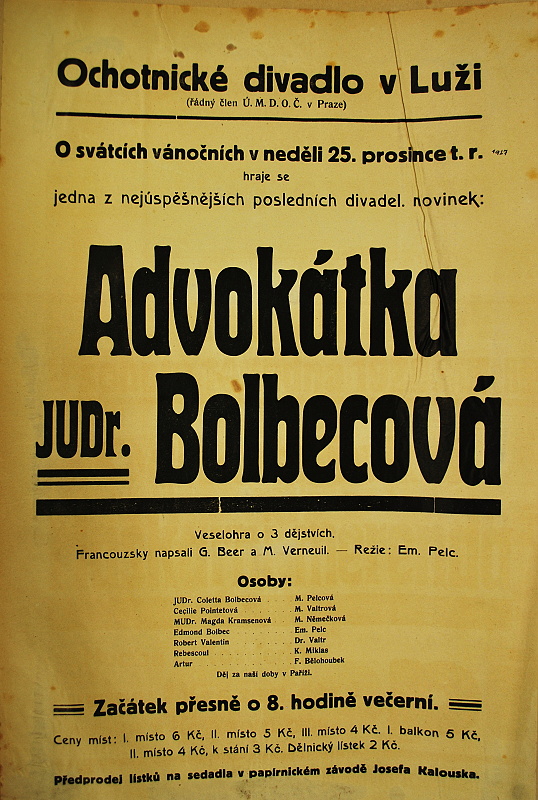 Ochotnické divadlo v Luži
(řádný člen Ú. M. D. O. Č. v Praze)
O svátcích vánočních v neděli 25. prosince t. r. 1927
hraje se
jedna z nejúspěšnějších posledních divadel. novinek:
Advokátka
JUDr. Bolbecová
Veselohra o 3 dějstvích.
Francouzsky napsali G. Beer a M. Verneuil. — Režie: Em. Pelc.
Osoby:
JUDr. Coletta Bolbecová . . . . M. Pelcová
Cecilie Pointetová . . . . . . M. Valtrová
MUDr. Magda Kramsenová . . M. Němečková
Edmond Bolbec . . . . . . . . Em. Pelc
Robert Valentin . . . . . . . . Dr. Valtr
Rebescoul . . . . . . . . . . K. Miklas
Artur . . . . . . . . . . . . F. Bělohoubek
Děj za naší doby v Paříži.
Začátek přesně o 8. hodině večerní.
Ceny míst: I. místo 6 Kč, II. místo 5 Kč, III. místo 4 Kč. I. balkon 5 Kč,
II. místo 4 Kč, k stání 3 Kč. Dělnický lístek 2 Kč.
Předprodej lístků na sedadla v papírnickém závodě Josefa Kalouska.